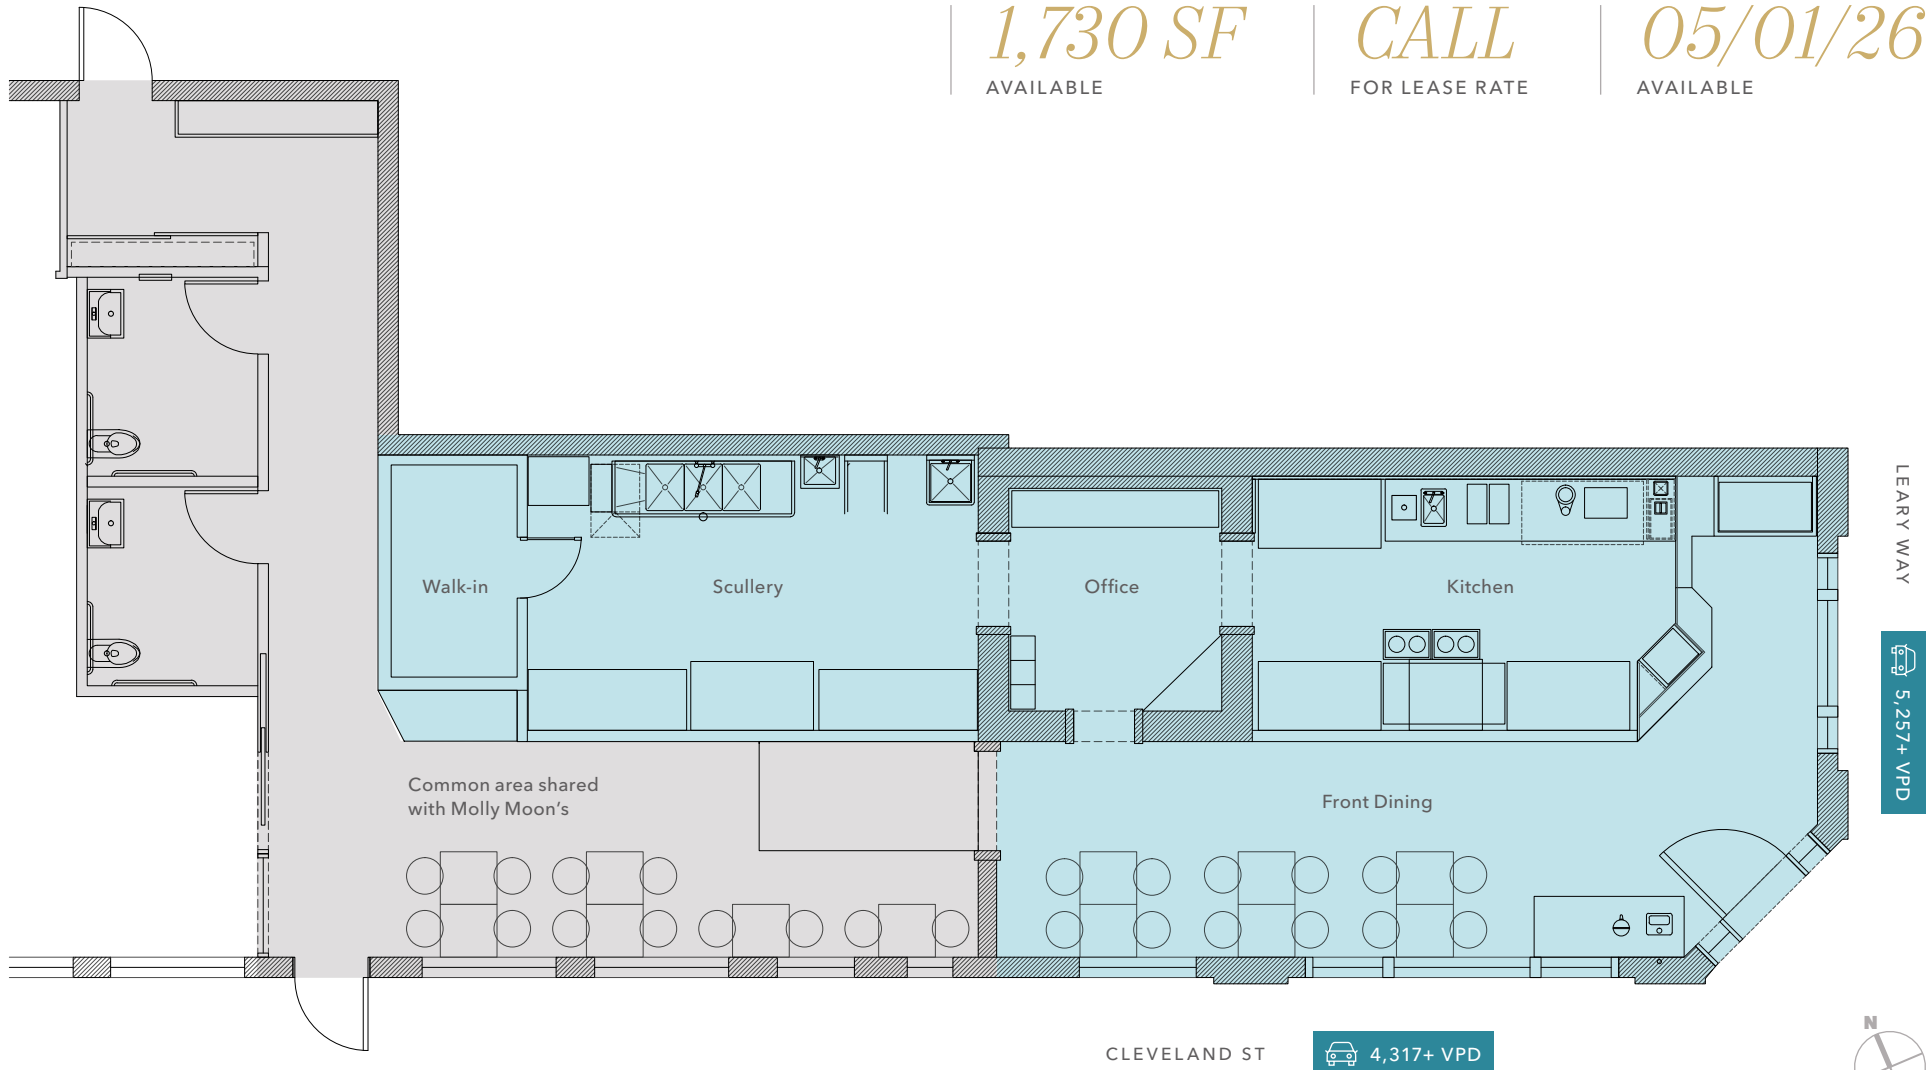 1,730 SF
AVAILABLE
CALL
FOR LEASE RATE
05/01/26
AVAILABLE
Walk-in
Scullery
Office
Kitchen
LEARY WAY
5,257+ VPD
Common area shared
with Molly Moon's
Front Dining
CLEVELAND ST
4,317+ VPD
N